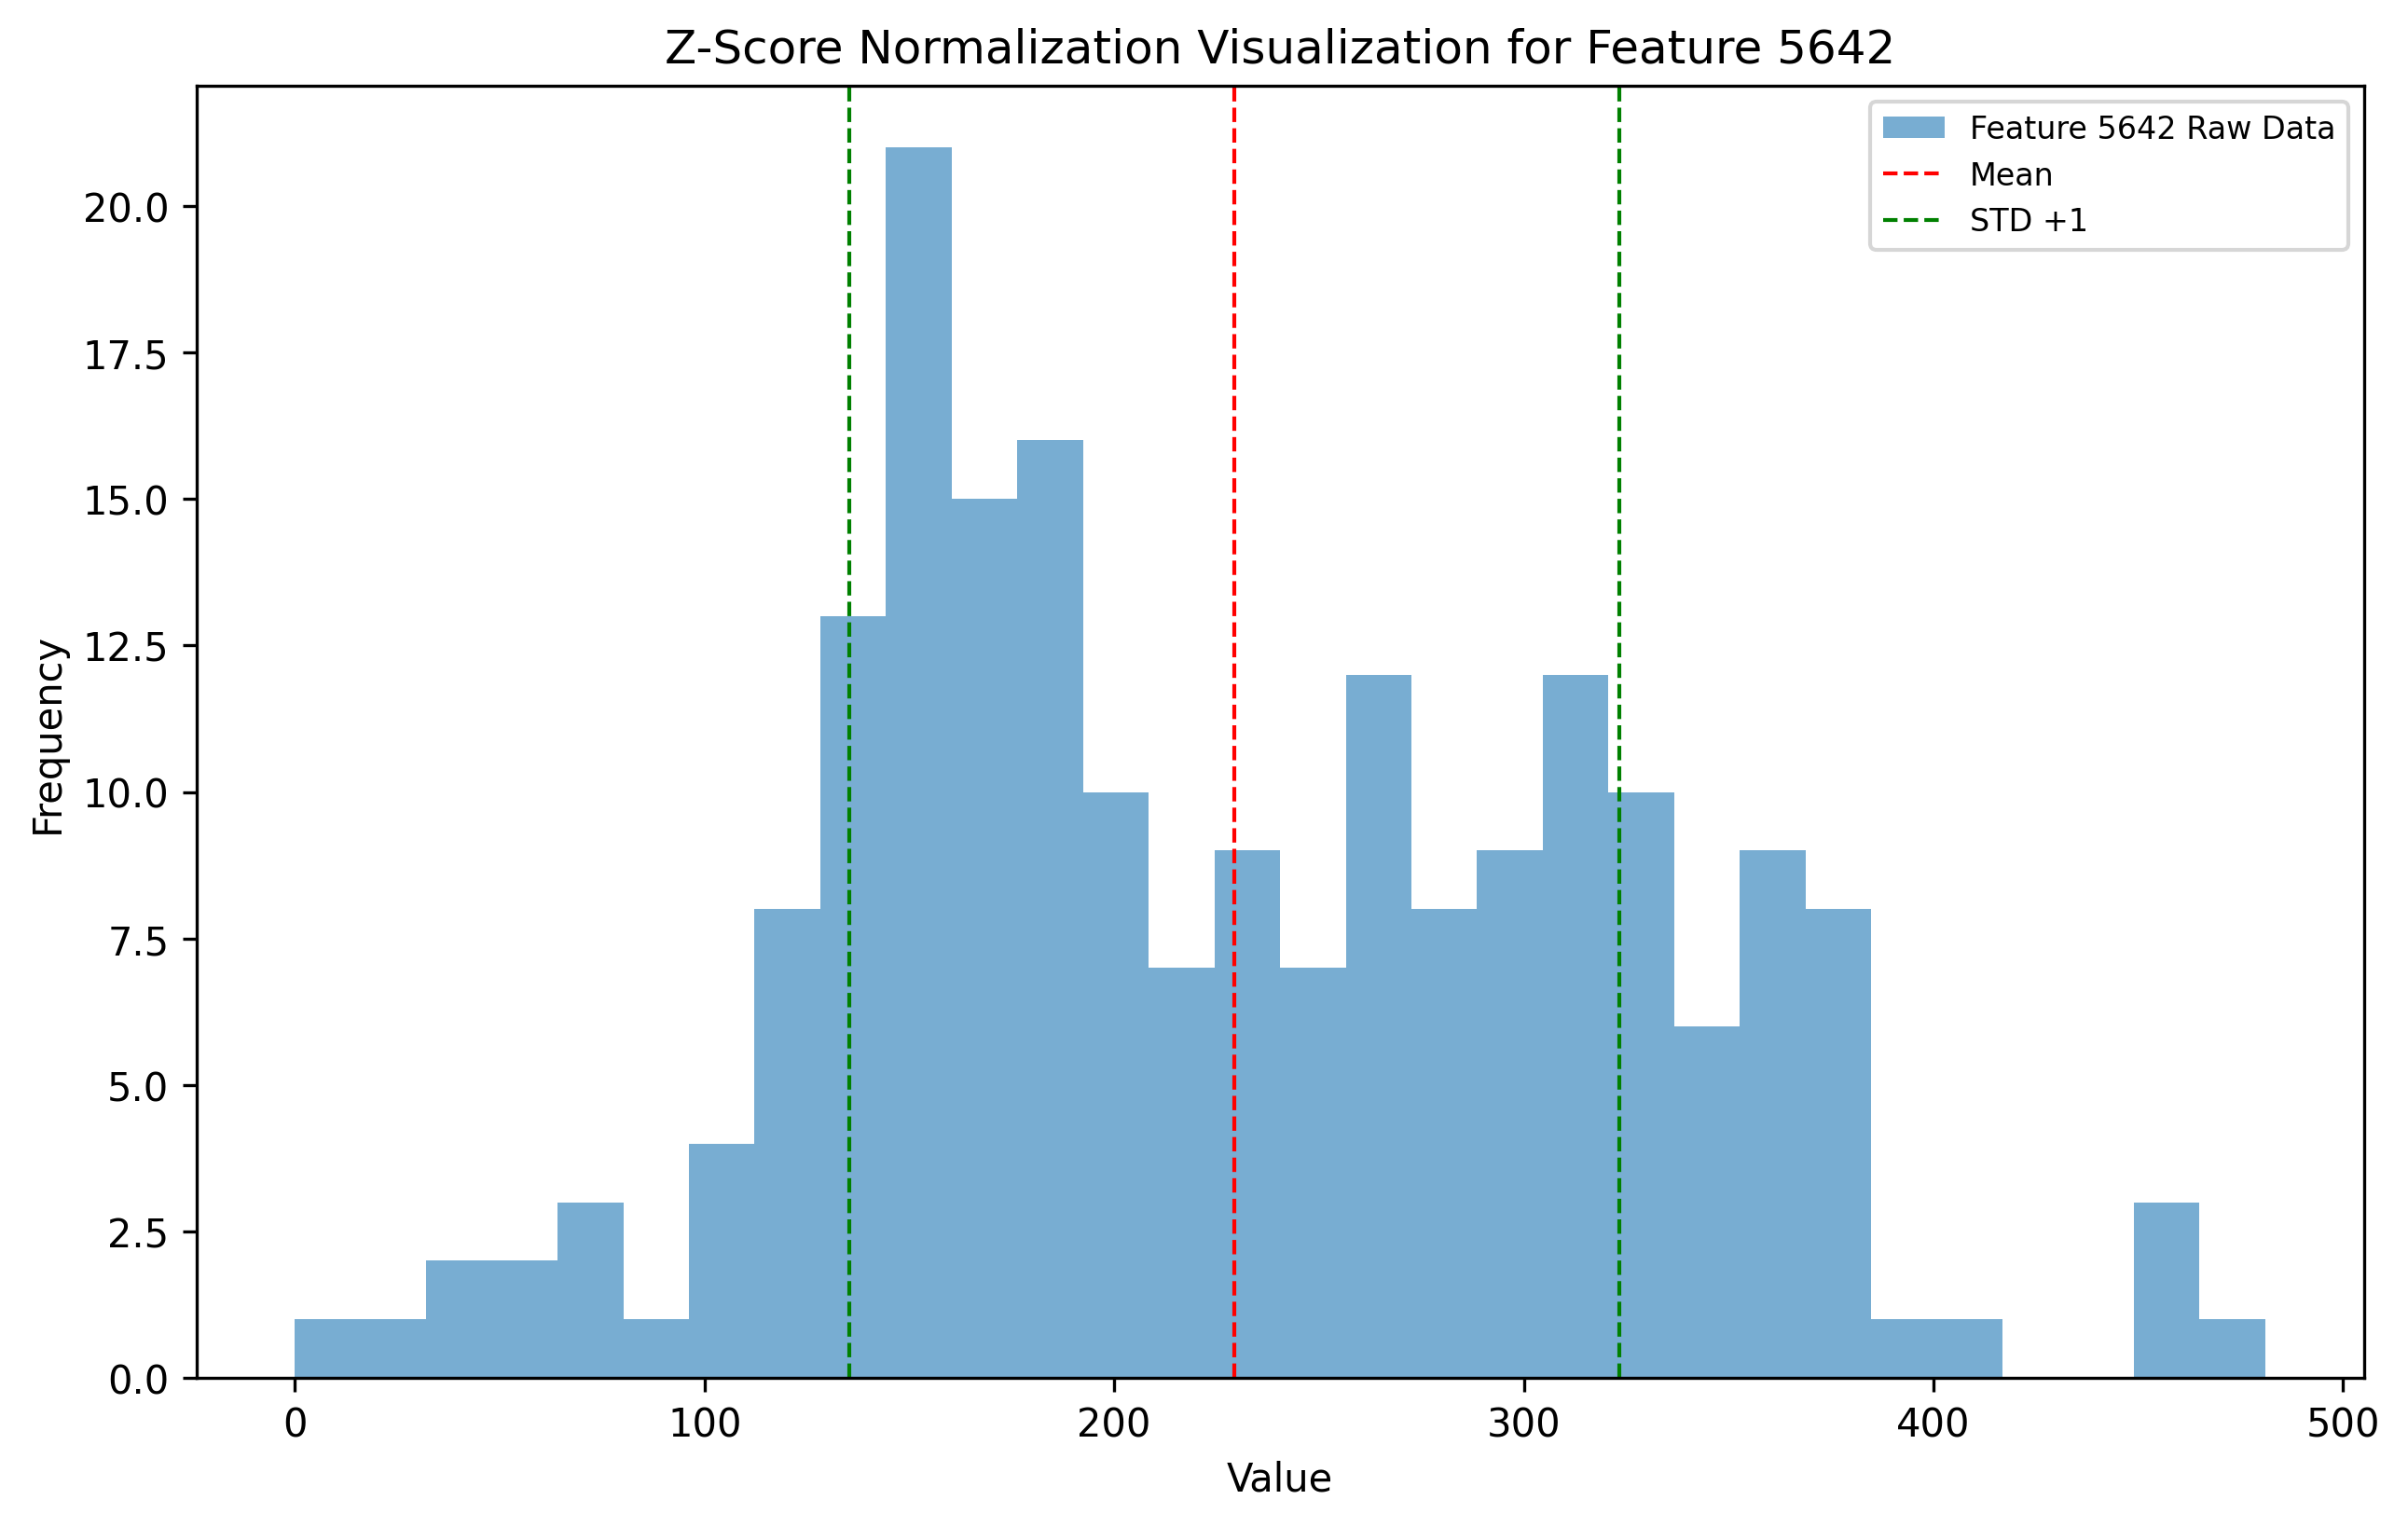 Z-Score Normalization Visualization for Feature 5642
Feature 5642 Raw Data
Mean
STD +1
20.0
17.5
15.0
12.5
10.0
7.5
5.0
2.5
0.0
Frequency
0 100 200 300 400 500
Value